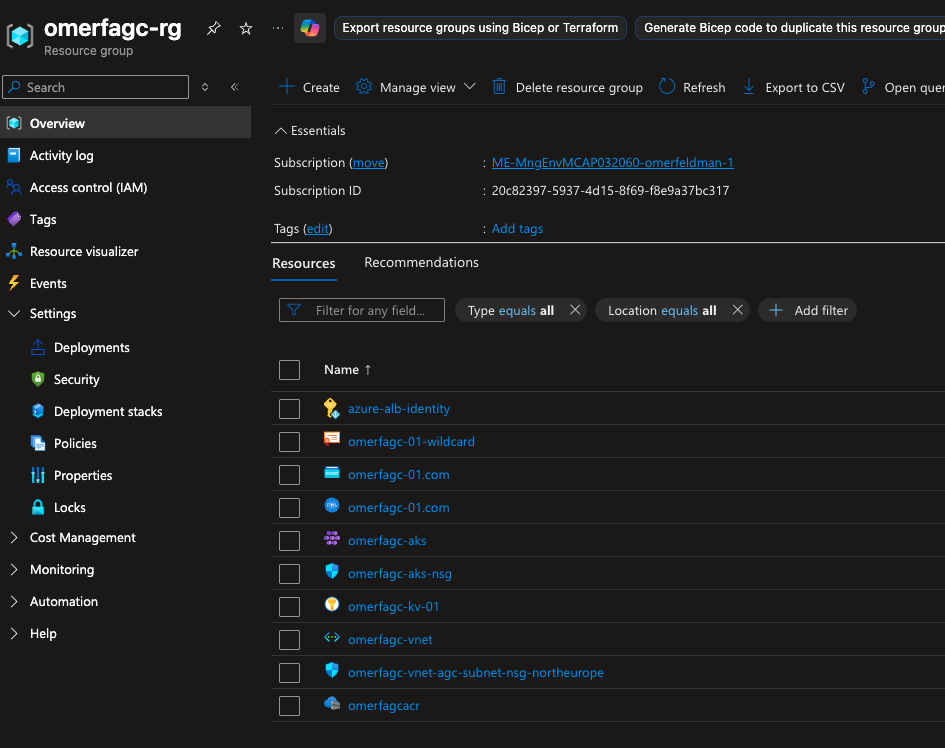 omerfagc-rg
Resource group
Export resource groups using Bicep or Terraform
Generate Bicep code to duplicate this resource group
Search
Create
Manage view
Delete resource group
Refresh
Export to CSV
Open quer
Overview
Activity log
Access control (IAM)
Tags
Resource visualizer
Events
Settings
Deployments
Security
Deployment stacks
Policies
Properties
Locks
Cost Management
Monitoring
Automation
Help
Essentials
Subscription (move) : ME-MngEnvMCAP032060-omerfeldman-1
Subscription ID : 20c82397-5937-4d15-8f69-f8e9a37bc317
Tags (edit) : Add tags
Resources
Recommendations
Filter for any field...
Type equals all
Location equals all
Add filter
Name ↑
azure-alb-identity
omerfagc-01-wildcard
omerfagc-01.com
omerfagc-01.com
omerfagc-aks
omerfagc-aks-nsg
omerfagc-kv-01
omerfagc-vnet
omerfagc-vnet-agc-subnet-nsg-northeurope
omerfagcacr